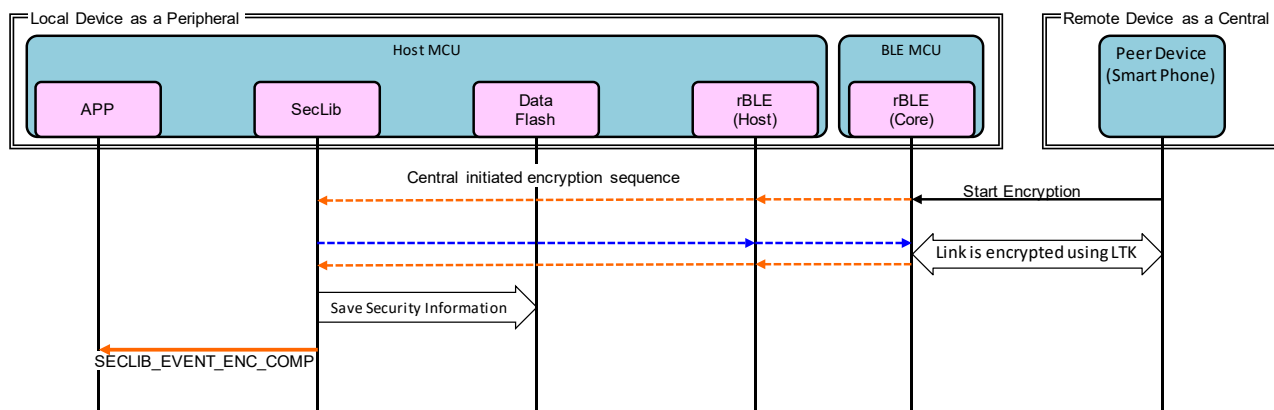 Local Device as a Peripheral
Remote Device as a Central
Host MCU
BLE MCU
Peer Device
(Smart Phone)
APP
SecLib
Data
Flash
rBLE
(Host)
rBLE
(Core)
Central initiated encryption sequence
Start Encryption
Link is encrypted using LTK
Save Security Information
SECLIB_EVENT_ENC_COMP